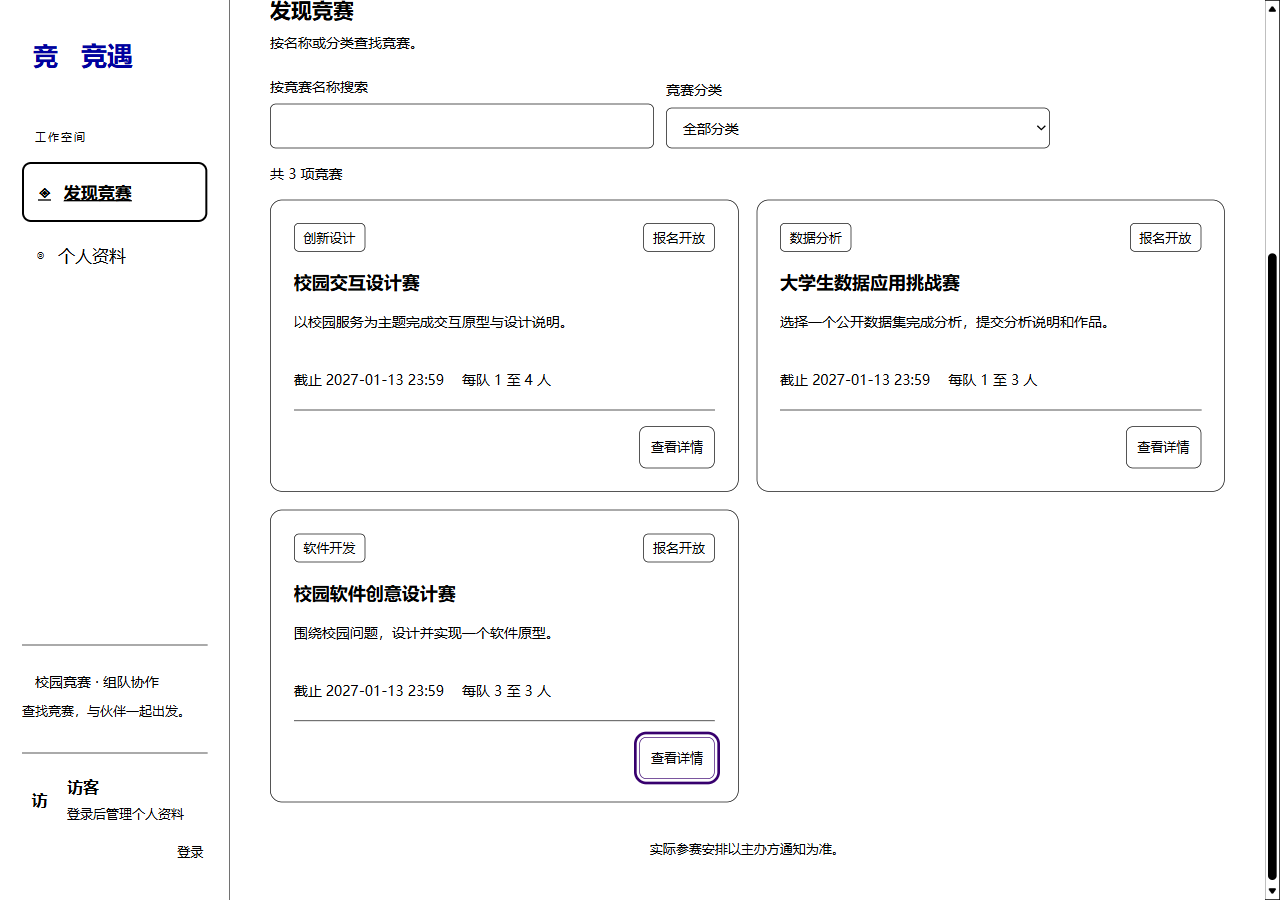 竞 竞遇
工作空间
发现竞赛
个人资料
校园竞赛 · 组队协作
查找竞赛，与伙伴一起出发。
访
访客
登录后管理个人资料
登录
发现竞赛
按名称或分类查找竞赛。
按竞赛名称搜索
竞赛分类
全部分类
共 3 项竞赛
创新设计
报名开放
校园交互设计赛
以校园服务为主题完成交互原型与设计说明。
截止 2027-01-13 23:59 每队 1 至 4 人
查看详情
数据分析
报名开放
大学生数据应用挑战赛
选择一个公开数据集完成分析，提交分析说明和作品。
截止 2027-01-13 23:59 每队 1 至 3 人
查看详情
软件开发
报名开放
校园软件创意设计赛
围绕校园问题，设计并实现一个软件原型。
截止 2027-01-13 23:59 每队 3 至 3 人
查看详情
实际参赛安排以主办方通知为准。